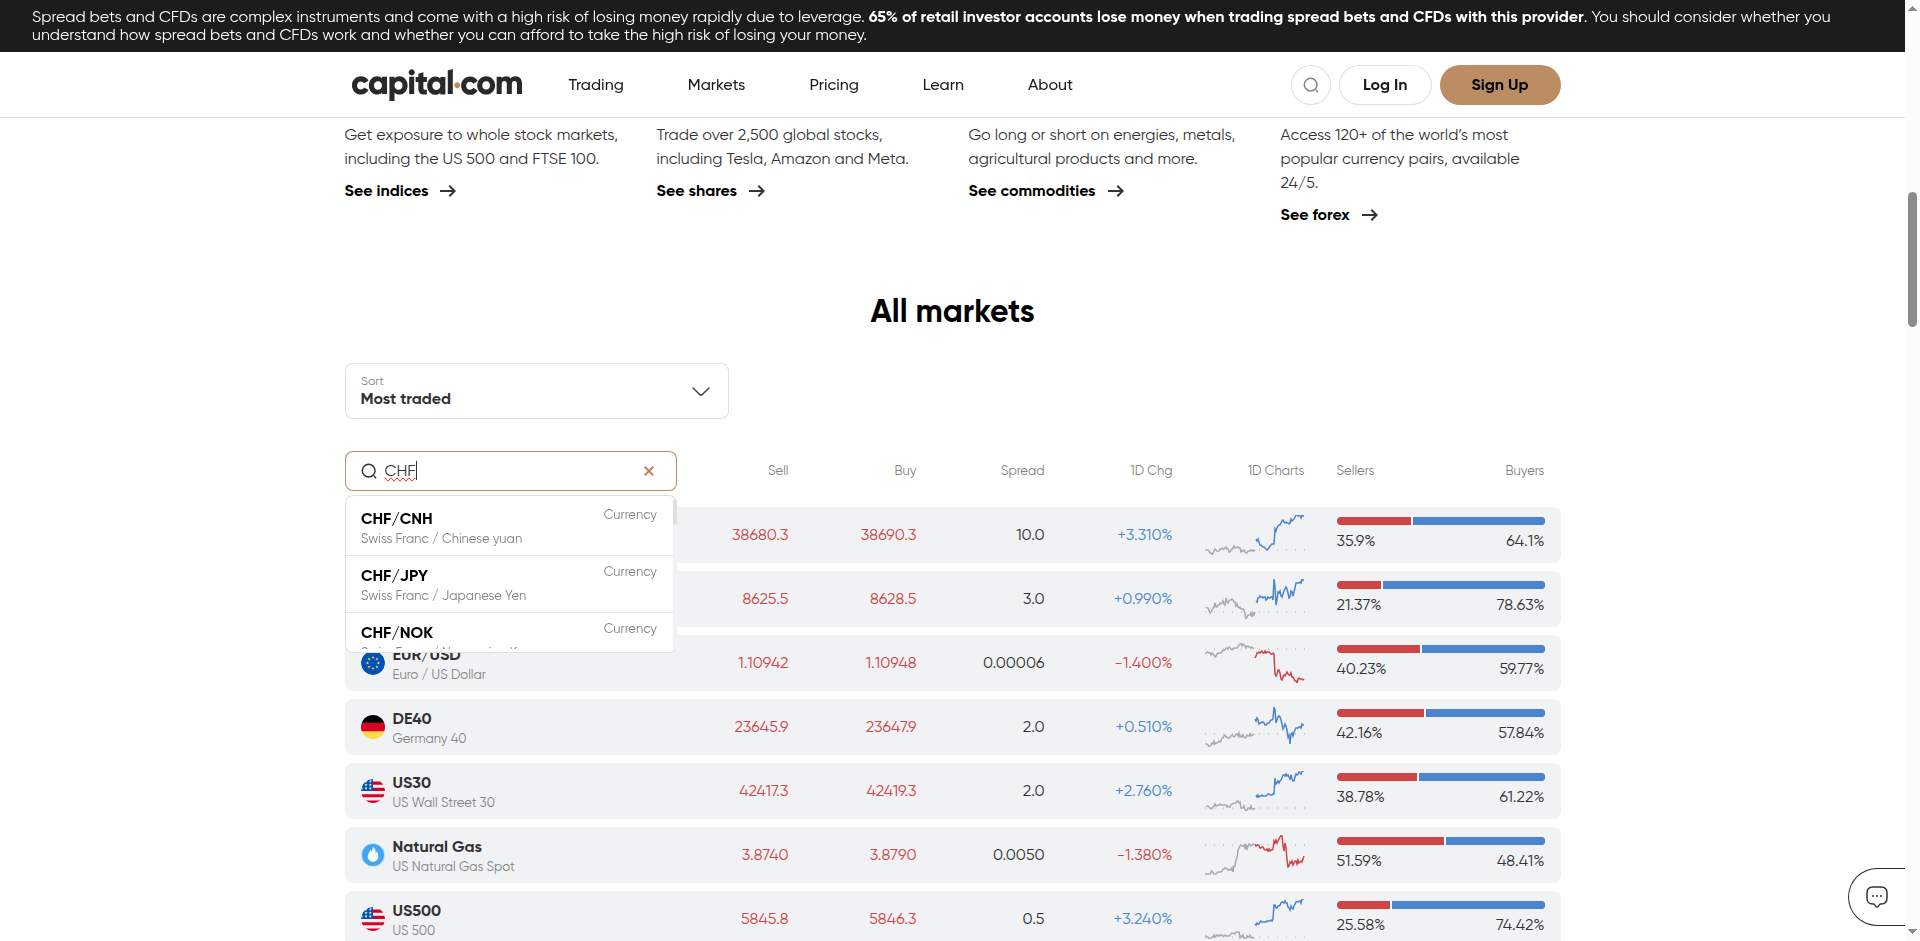 Spread bets and CFDs are complex instruments and come with a high risk of losing money rapidly due to leverage. 65% of retail investor accounts lose money when trading spread bets and CFDs with this provider. You should consider whether you
understand how spread bets and CFDs work and whether you can afford to take the high risk of losing your money.
capital.com
Trading
Markets
Pricing
Learn
About
Log In
Sign Up
Get exposure to whole stock markets,
including the US 500 and FTSE 100.
See indices
Trade over 2,500 global stocks,
including Tesla, Amazon and Meta.
See shares
Go long or short on energies, metals,
agricultural products and more.
See commodities
Access 120+ of the world's most
popular currency pairs, available
24/5.
See forex
All markets
Sort
Most traded
CHF
Sell
Buy
Spread
1D Chg
1D Charts
Sellers
Buyers
CHF/CNH
Currency
Swiss Franc / Chinese yuan
CHF/JPY
Currency
Swiss Franc / Japanese Yen
CHF/NOK
Currency
38680.3
38690.3
10.0
+3.310%
35.9%
64.1%
8625.5
8628.5
3.0
+0.990%
21.37%
78.63%
EUR/USD
Euro / US Dollar
1.10942
1.10948
0.00006
-1.400%
40.23%
59.77%
DE40
Germany 40
23645.9
23647.9
2.0
+0.510%
42.16%
57.84%
US30
US Wall Street 30
42417.3
42419.3
2.0
+2.760%
38.78%
61.22%
Natural Gas
US Natural Gas Spot
3.8740
3.8790
0.0050
-1.380%
51.59%
48.41%
US500
US 500
5845.8
5846.3
0.5
+3.240%
25.58%
74.42%